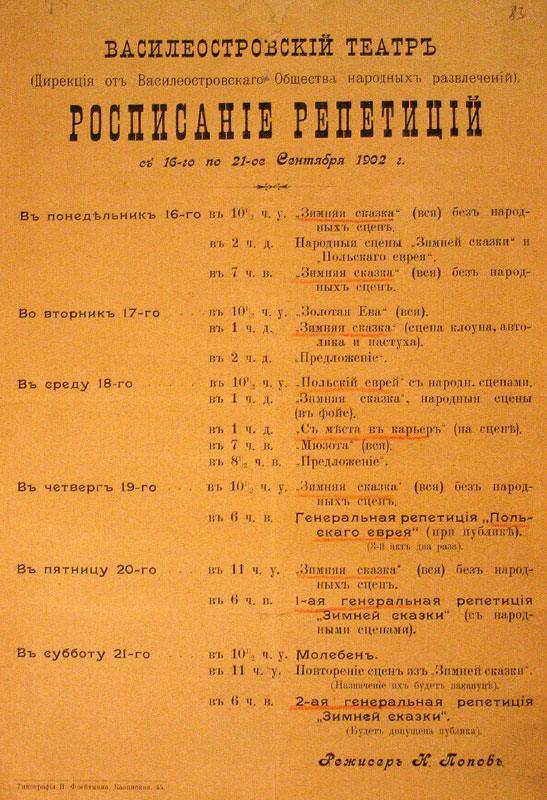 83
ВАСИЛЕОСТРОВСКІЙ ТЕАТРЪ
(Дирекція отъ Василеостровскаго Общества народныхъ развлеченій).
РОСПИСАНІЕ РЕПЕТИЦІЙ
съ 16-го по 21-ое Сентября 1902 г.
Въ понедѣльникъ 16-го въ 10½ ч. у. „Зимняя сказка“ (вся) безъ народ-
ныхъ сценъ.
въ 2 ч. д. Народныя сцены „Зимней сказки“ и
„Польскаго еврея“.
въ 7 ч. в. „Зимняя сказка“ (вся) безъ народ-
ныхъ сценъ.
Во вторникъ 17-го . . . въ 10½ ч. у. „Золотая Ева“ (вся).
въ 1 ч. д. „Зимняя сказка“ (сцена клоуна, авто-
лика и пастуха).
въ 2 ч. д. „Предложеніе“.
Въ среду 18-го . . . . въ 10½ ч. у. „Польскій еврей“ съ народн. сценами.
въ 1 ч. д. „Зимняя сказка“, народныя сцены
(въ фойе).
въ 1 ч. д. „Съ мѣста въ карьеръ“ (на сценѣ).
въ 7 ч. в. „Мюзота“ (вся).
въ 8½ ч. в. „Предложеніе“.
Въ четвергъ 19-го . . . въ 10½ ч. у. „Зимняя сказка“ (вся) безъ народ-
ныхъ сценъ.
въ 6 ч. в. Генеральная репетиція „Поль-
скаго еврея“ (при публикѣ).
(3-й актъ два раза).
Въ пятницу 20-го . . . въ 11 ч. у. „Зимняя сказка“ (вся) безъ народ-
ныхъ сценъ.
въ 6 ч. в. 1-ая генеральная репетиція
„Зимней сказки“ (съ народ-
ными сценами).
Въ субботу 21-го . . . . въ 10½ ч. у. Молебенъ.
въ 11 ч. у. Повтореніе сценъ изъ „Зимней сказки“.
(Назначеніе ихъ будетъ наканунѣ).
въ 6 ч. в. 2-ая генеральная репетиція
„Зимней сказки“.
(Будетъ допущена публика).
Режисеръ Н. Поповъ.
Типографія Н. Фрейтмана, Казанская, 45.